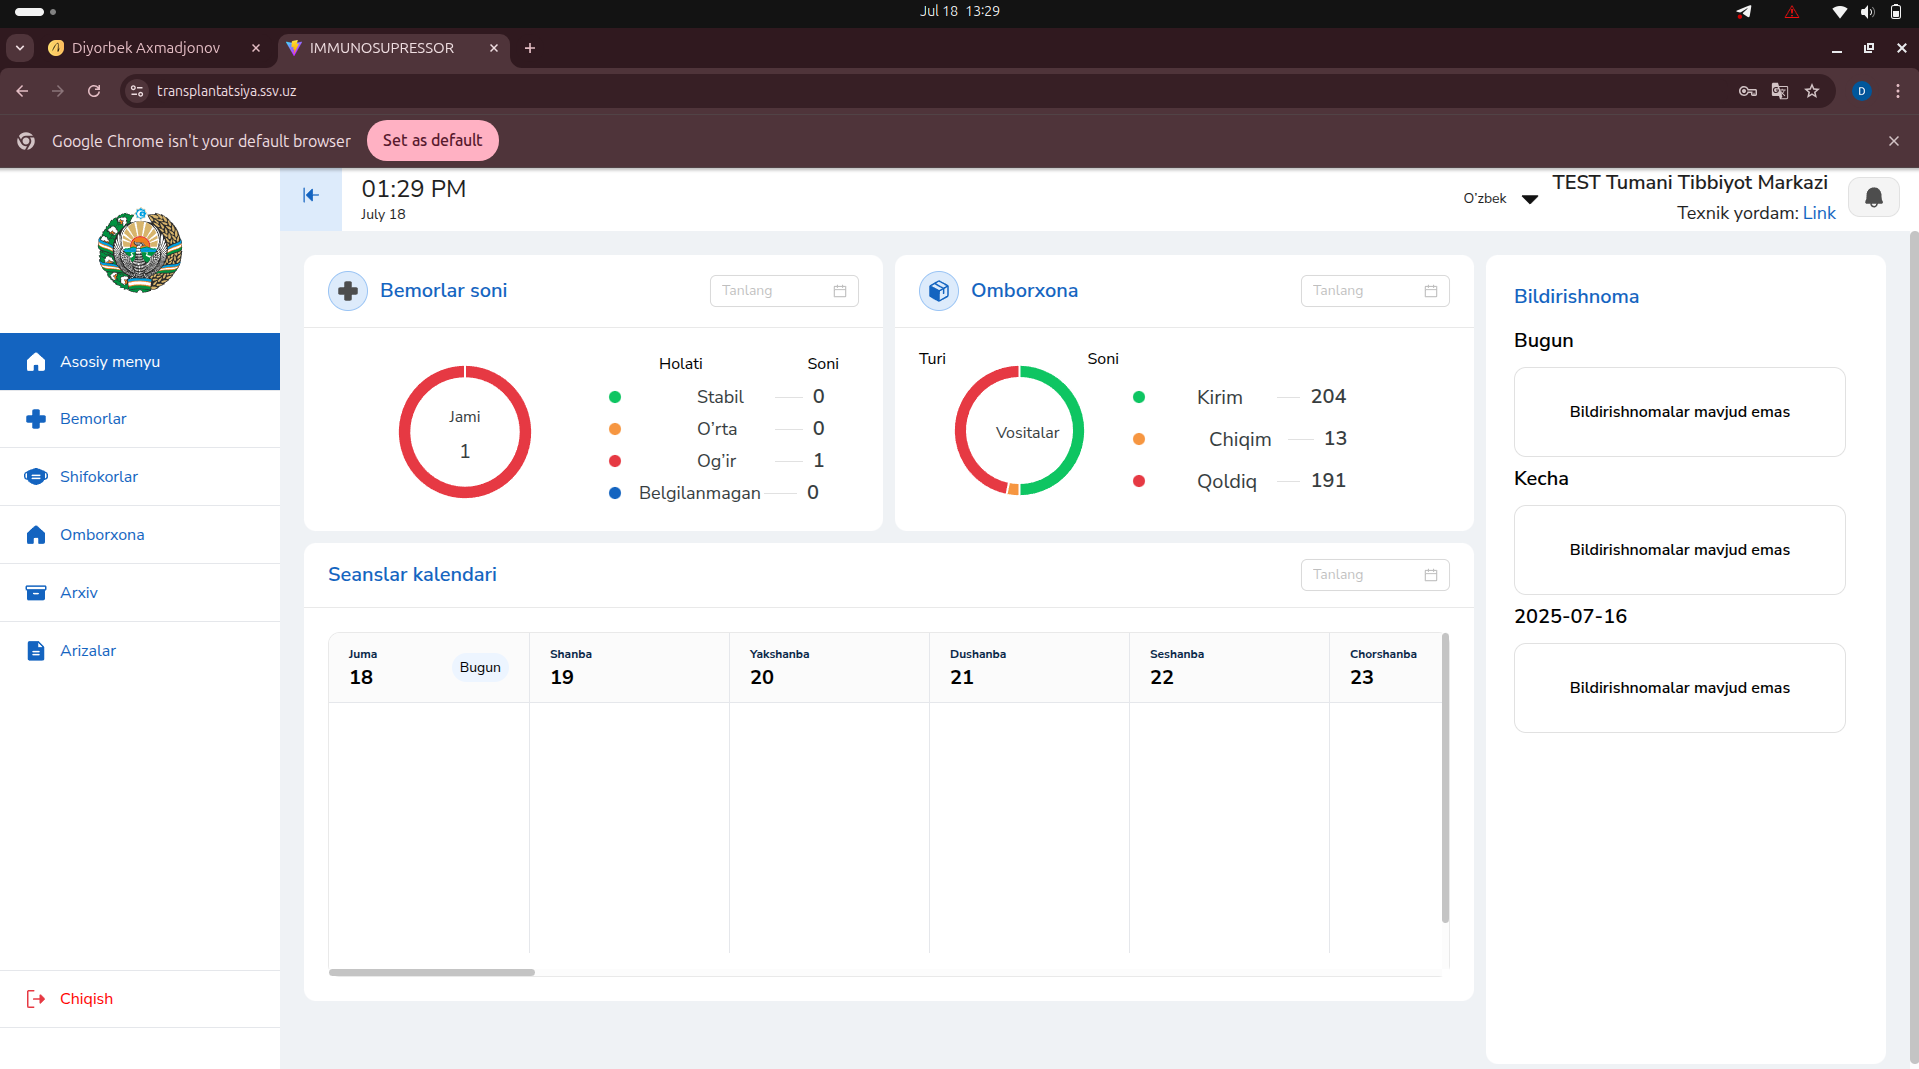 Jul 18 13:29
Diyorbek Axmadjonov
IMMUNOSUPRESSOR
transplantatsiya.ssv.uz
D
Google Chrome isn't your default browser
Set as default
01:29 PM
July 18
O'zbek
TEST Tumani Tibbiyot Markazi
Texnik yordam: Link
Asosiy menyu
Bemorlar
Shifokorlar
Omborxona
Arxiv
Arizalar
Chiqish
Bemorlar soni
Tanlang
Jami
1
Holati Soni
Stabil 0
O'rta 0
Og'ir 1
Belgilanmagan 0
Omborxona
Tanlang
Turi Soni
Vositalar
Kirim 204
Chiqim 13
Qoldiq 191
Seanslar kalendari
Tanlang
Juma
18
Bugun
Shanba
19
Yakshanba
20
Dushanba
21
Seshanba
22
Chorshanba
23
Bildirishnoma
Bugun
Bildirishnomalar mavjud emas
Kecha
Bildirishnomalar mavjud emas
2025-07-16
Bildirishnomalar mavjud emas